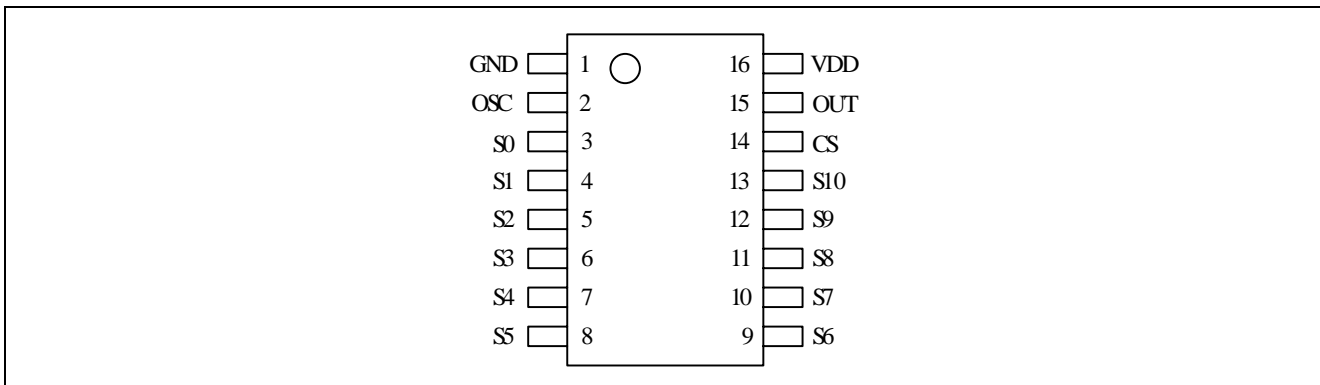 GND 1 16 VDD
OSC 2 15 OUT
S0 3 14 CS
S1 4 13 S10
S2 5 12 S9
S3 6 11 S8
S4 7 10 S7
S5 8 9 S6